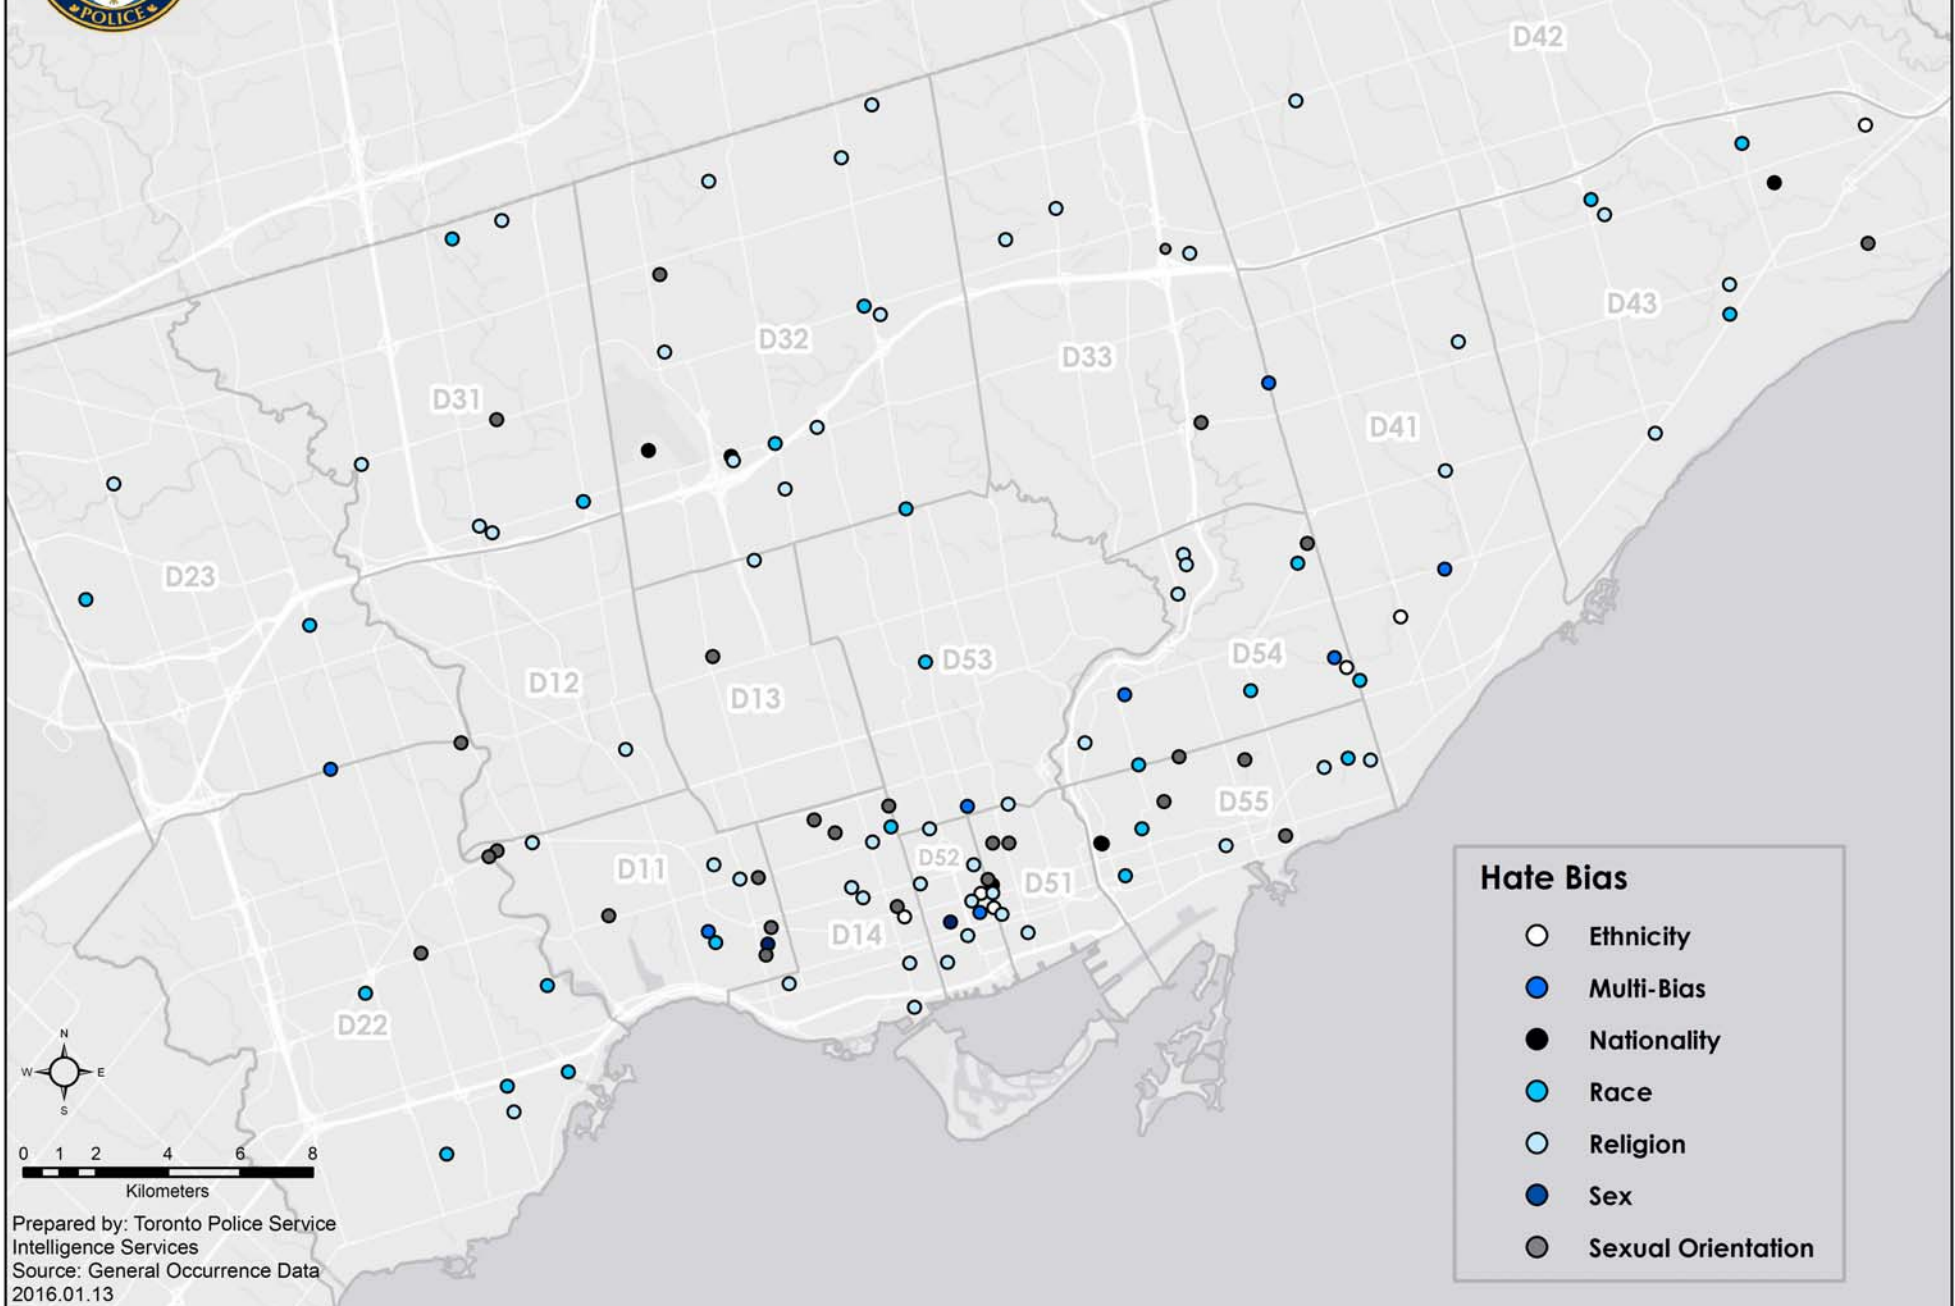 POLICE
D42
D43
D32
D33
D31
D41
D23
D53
D54
D12
D13
D55
D52
D11
D51
D14
D22
Hate Bias
Ethnicity
Multi-Bias
Nationality
Race
Religion
Sex
Sexual Orientation
N
W E
S
0 1 2 4 6 8
Kilometers
Prepared by: Toronto Police Service
Intelligence Services
Source: General Occurrence Data
2016.01.13